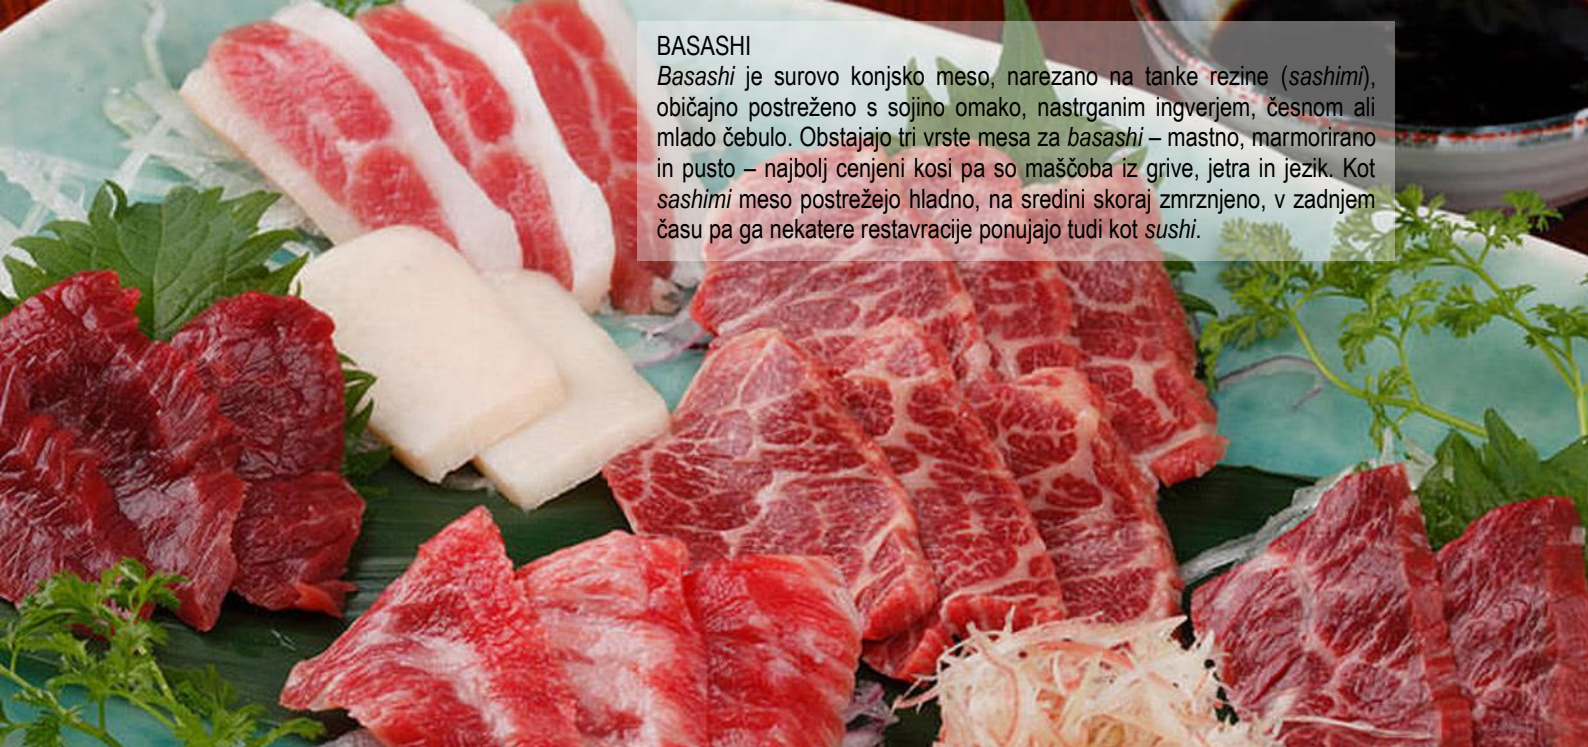 BASASHI
Basashi je surovo konjsko meso, narezano na tanke rezine (sashimi),
običajno postreženo s sojino omako, nastrganim ingverjem, česnom ali
mlado čebulo. Obstajajo tri vrste mesa za basashi – mastno, marmorirano
in pusto – najbolj cenjeni kosi pa so maščoba iz grive, jetra in jezik. Kot
sashimi meso postrežejo hladno, na sredini skoraj zmrznjeno, v zadnjem
času pa ga nekatere restavracije ponujajo tudi kot sushi.